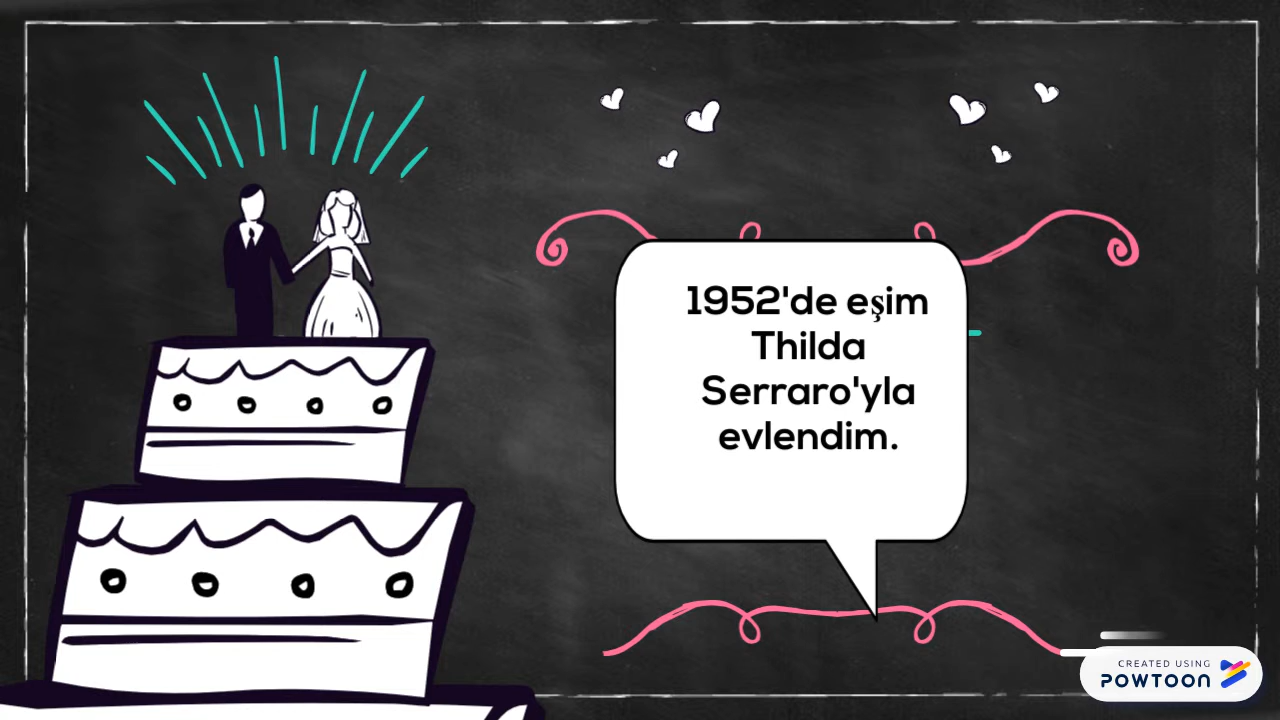 1952'de eşim
Thilda
Serraro'yla
evlendim.
CREATED USING
POWTOON